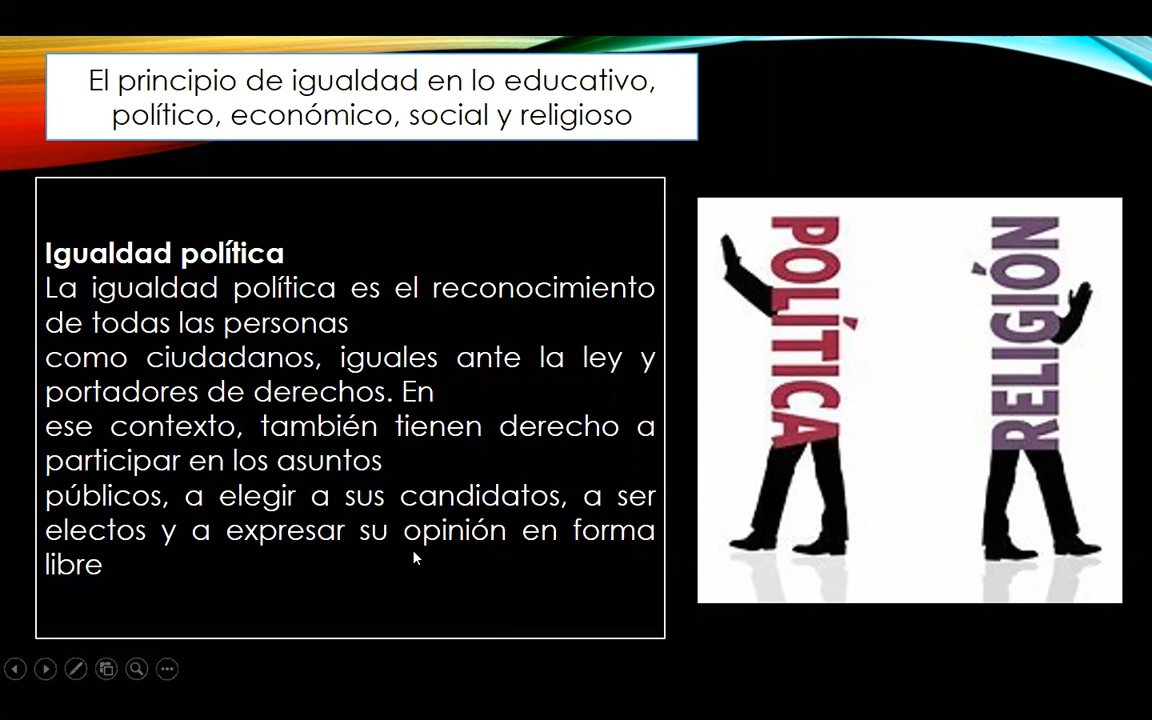 El principio de igualdad en lo educativo,
político, económico, social y religioso
Igualdad política
La igualdad política es el reconocimiento
de todas las personas
como ciudadanos, iguales ante la ley y
portadores de derechos. En
ese contexto, también tienen derecho a
participar en los asuntos
públicos, a elegir a sus candidatos, a ser
electos y a expresar su opinión en forma
libre
POLÍTICA
RELIGIÓN